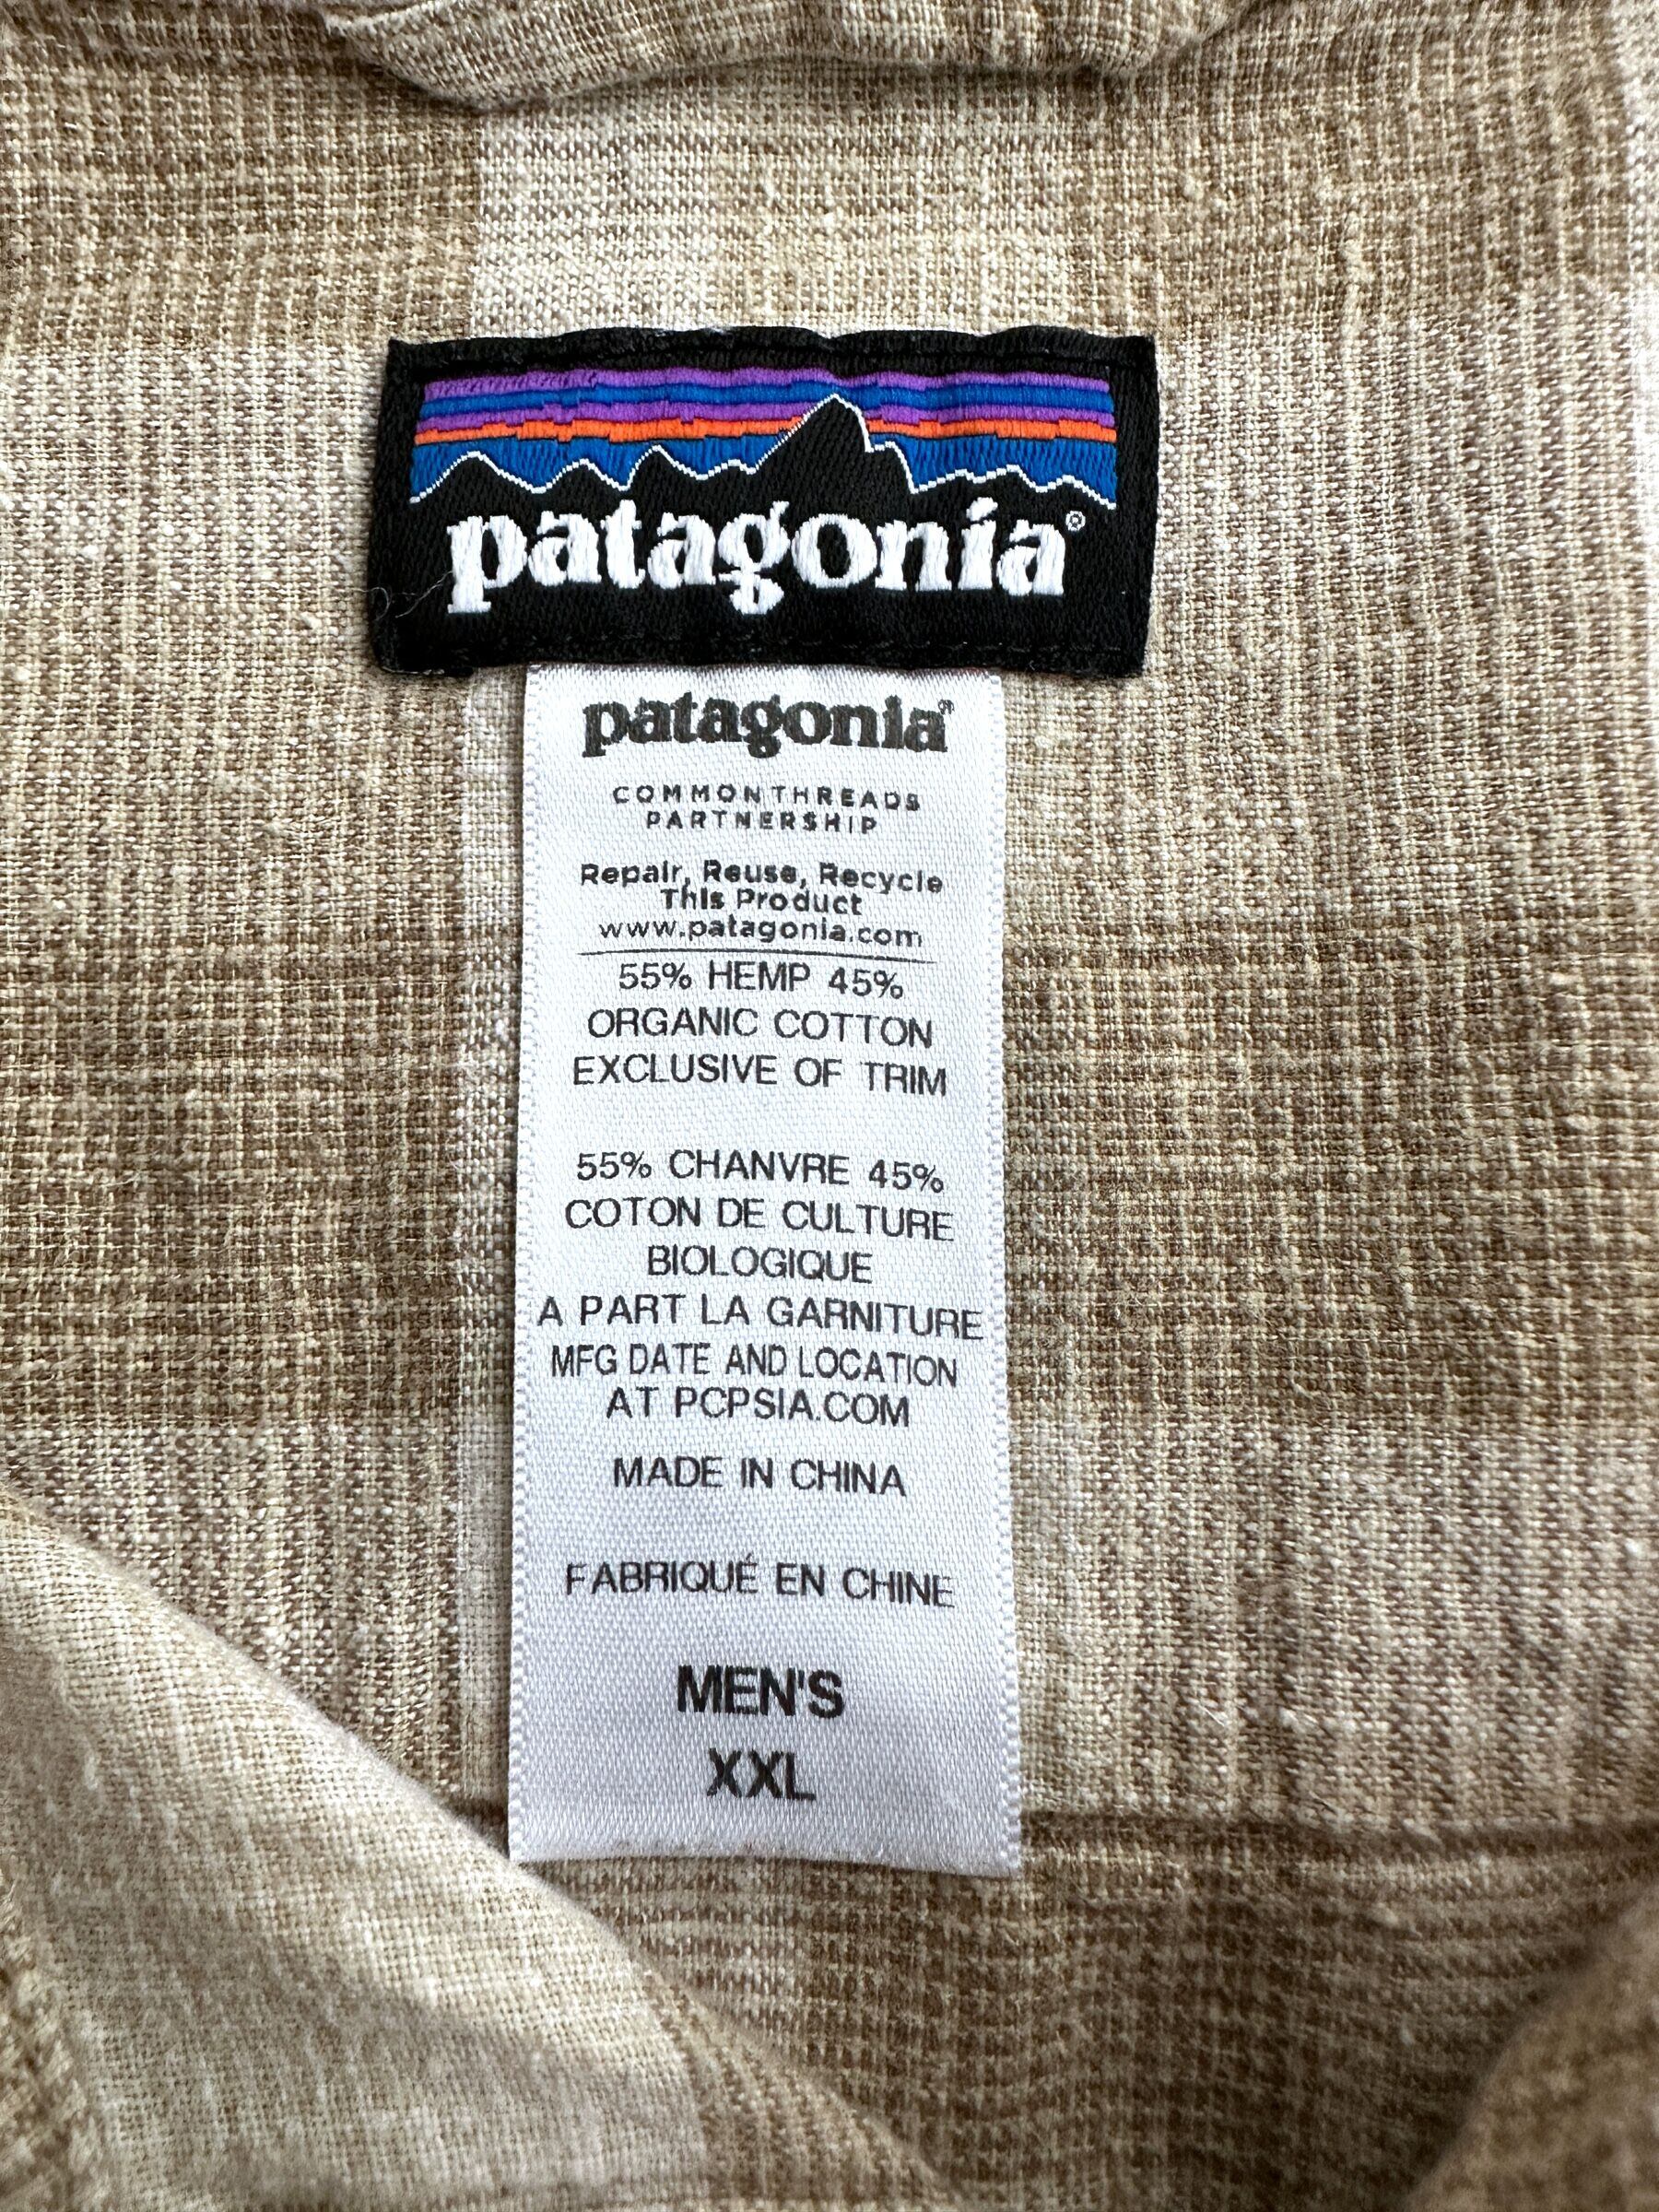 patagonia®
patagonia®
COMMON THREADS
PARTNERSHIP
Repair, Reuse, Recycle
This Product
www.patagonia.com
55% HEMP 45%
ORGANIC COTTON
EXCLUSIVE OF TRIM
55% CHANVRE 45%
COTON DE CULTURE
BIOLOGIQUE
A PART LA GARNITURE
MFG DATE AND LOCATION
AT PCPSIA.COM
MADE IN CHINA
FABRIQUÉ EN CHINE
MEN'S
XXL